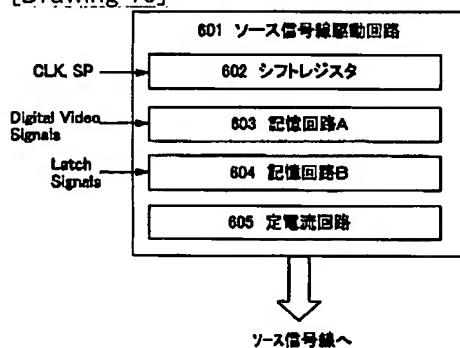 [Drawing 10]
601 ソース信号線駆動回路
CLK, SP
602 シフトレジスタ
Digital Video
Signals
603 記憶回路A
Latch
Signals
604 記憶回路B
605 定電流回路
ソース信号線へ